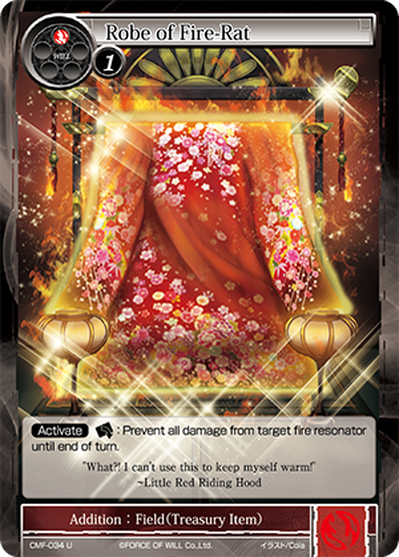 Robe of Fire-Rat
WILL
1
Activate : Prevent all damage from target fire resonator
until end of turn.
"What?! I can't use this to keep myself warm!"
~Little Red Riding Hood
Addition : Field(Treasury Item)
CMF-034 U ©FORCE OF WILL Co.,Ltd. イラスト/Cola